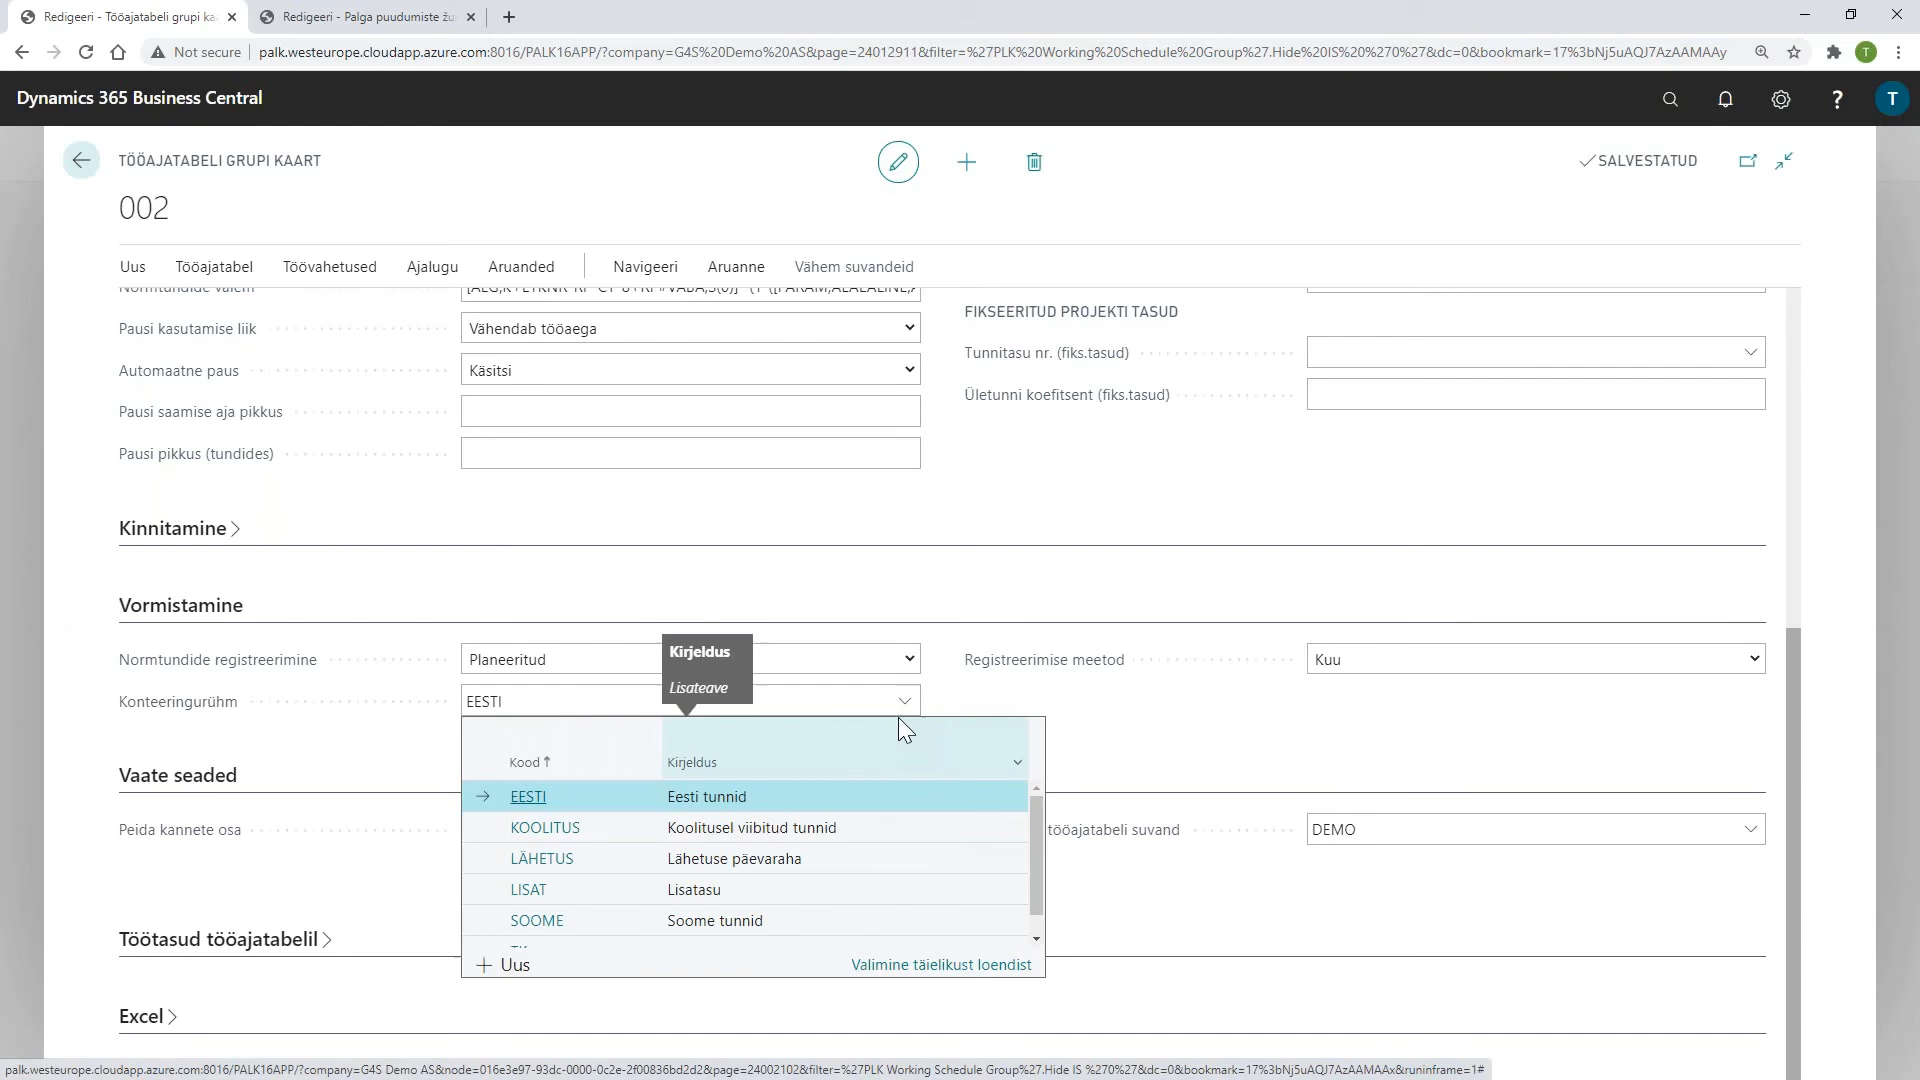 Redigeeri - Tööajatabeli grupi ka
Redigeeri - Palga puudumiste žu
Not secure
palk.westeurope.cloudapp.azure.com:8016/PALK16APP/?company=G4S%20Demo%20AS&page=24012911&filter=%27PLK%20Working%20Schedule%20Group%27.Hide%20IS%20%270%27&dc=0&bookmark=17%3bNj5uAQJ7AzAAMAAy
T
Dynamics 365 Business Central
?
T
TÖÖAJATABELI GRUPI KAART
SALVESTATUD
002
Uus
Tööajatabel
Töövahetused
Ajalugu
Aruanded
Navigeeri
Aruanne
Vähem suvandeid
Normtundide valem
FIKSEERITUD PROJEKTI TASUD
Pausi kasutamise liik
Vähendab tööaega
Tunnitasu nr. (fiks.tasud)
Automaatne paus
Käsitsi
Ületunni koefitsent (fiks.tasud)
Pausi saamise aja pikkus
Pausi pikkus (tundides)
Kinnitamine
Vormistamine
Normtundide registreerimine
Planeeritud
Registreerimise meetod
Kuu
Kirjeldus
Lisateave
Konteeringurühm
EESTI
Kood
Kirjeldus
Vaate seaded
EESTI
Eesti tunnid
Peida kannete osa
KOOLITUS
Koolitusel viibitud tunnid
tööajatabeli suvand
DEMO
LÄHETUS
Lähetuse päevaraha
LISAT
Lisatasu
SOOME
Soome tunnid
Töötasud tööajatabelil
Uus
Valimine täielikust loendist
Excel
palk.westeurope.cloudapp.azure.com:8016/PALK16APP/?company=G4S Demo AS&node=016e3e97-93dc-0000-0c2e-2f00836bd2d2&page=24002102&filter=%27PLK Working Schedule Group%27.Hide IS %270%27&dc=0&bookmark=17%3bNj5uAQJ7AzAAMAAx&runinframe=1#